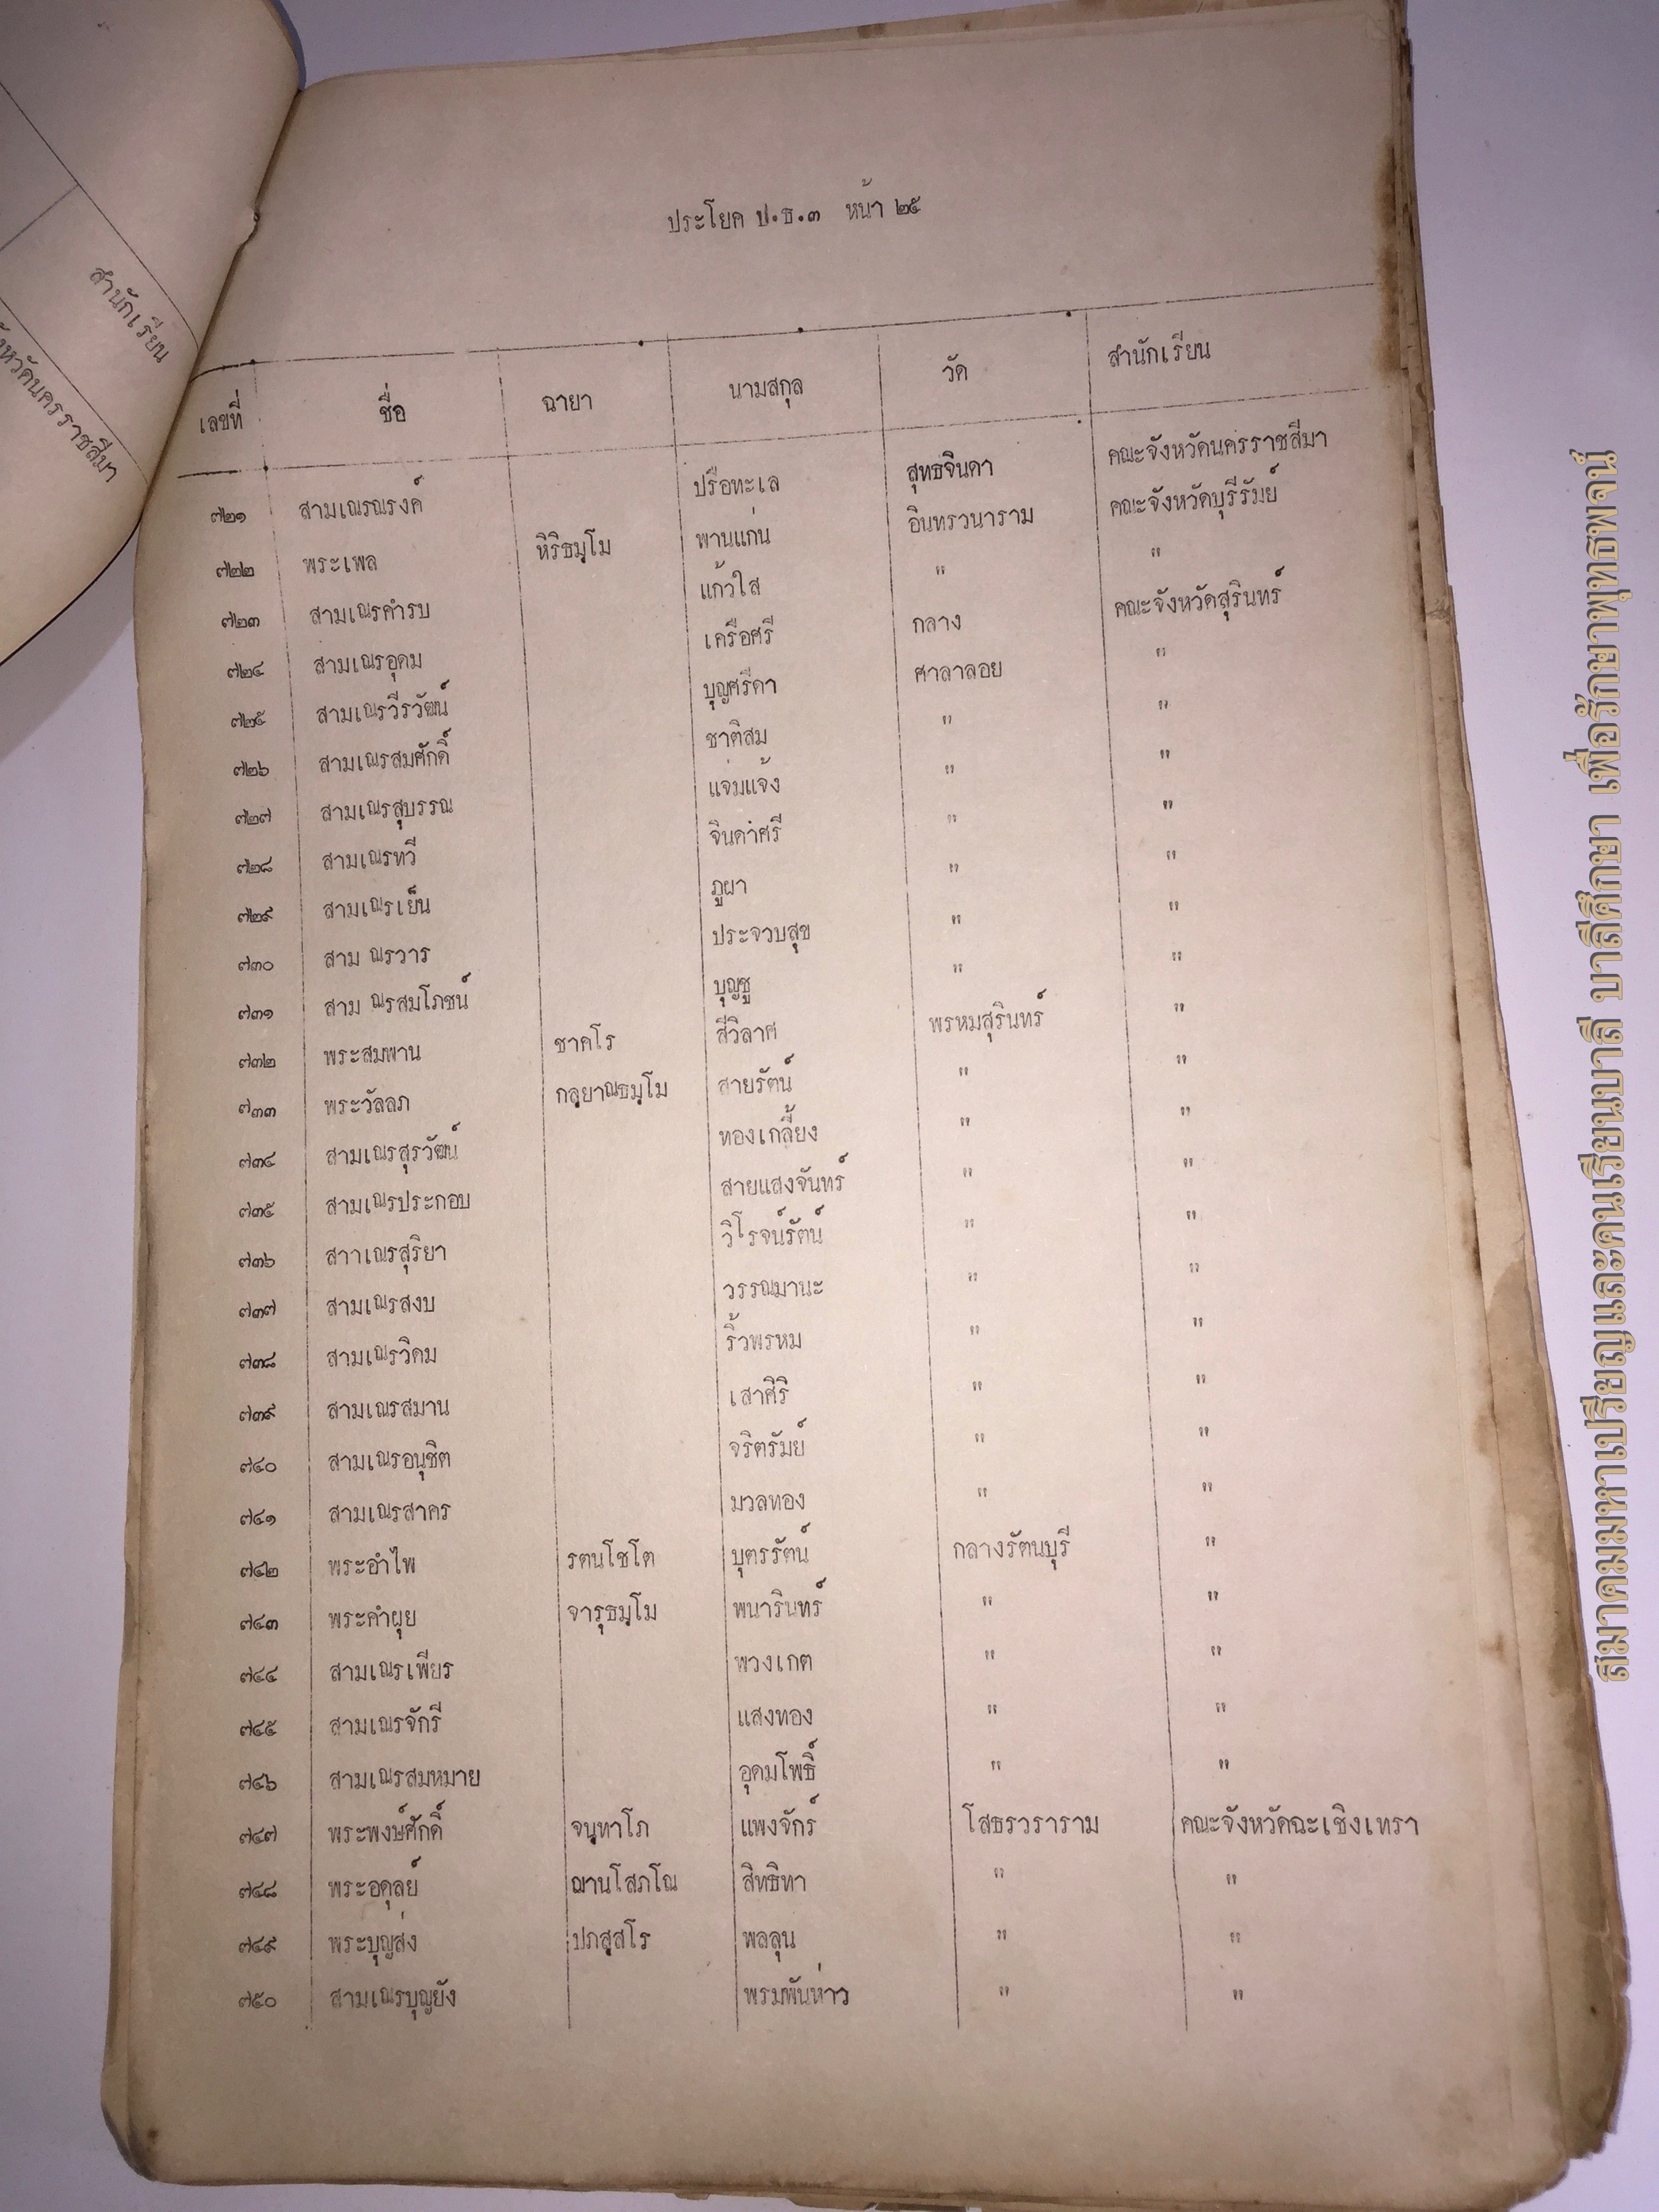 ประโยค ป.ธ.๓ หน้า ๒๕
เลขที่ ชื่อ ฉายา นามสกุล วัด สำนักเรียน
๗๒๑ สามเณรณรงค์ ปรือทะเล สุทธจินดา คณะจังหวัดนครราชสีมา
๗๒๒ พระเพล หิริธมฺโม พานแก่น อินทรวนาราม คณะจังหวัดบุรีรัมย์
๗๒๓ สามเณรคำรบ แก้วใส " "
๗๒๔ สามเณรอุดม เครือศรี กลาง คณะจังหวัดสุรินทร์
๗๒๕ สามเณรวีรวัฒน์ บุญศรีดา ศาลาลอย "
๗๒๖ สามเณรสมศักดิ์ ชาติสม " "
๗๒๗ สามเณรสุบรรณ แจ่มแจ้ง " "
๗๒๘ สามเณรทวี จินดาศรี " "
๗๒๙ สามเณรเย็น ภูผา " "
๗๓๐ สาม ณรวาร ประจวบสุข " "
๗๓๑ สาม ณรสมโภชน์ บุญชู " "
๗๓๒ พระสมพาน ชาคโร สีวิลาศ พรหมสุรินทร์ "
๗๓๓ พระวัลลภ กลฺยาณธมฺโม สายรัตน์ " "
๗๓๔ สามเณรสุรวัฒน์ ทองเกลี้ยง " "
๗๓๕ สามเณรประกอบ สายแสงจันทร์ " "
๗๓๖ สาาเณรสุริยา วิโรจน์รัตน์ " "
๗๓๗ สามเณรสงบ วรรณมานะ " "
๗๓๘ สามเณรวิคม ริ้วพรหม " "
๗๓๙ สามเณรสมาน เสาศิริ " "
๗๔๐ สามเณรอนุชิต จริตรัมย์ " "
๗๔๑ สามเณรสาคร มวลทอง " "
๗๔๒ พระอำไพ รตนโชโต บุตรรัตน์ กลางรัตนบุรี "
๗๔๓ พระคำผุย จารุธมฺโม พนารินทร์ " "
๗๔๔ สามเณรเพียร พวงเกต " "
๗๔๕ สามเณรจักรี แสงทอง " "
๗๔๖ สามเณรสมหมาย อุดมโพธิ์ " "
๗๔๗ พระพงษ์ศักดิ์ จนฺทาโภ แพงจักร์ โสธรวราราม คณะจังหวัดฉะเชิงเทรา
๗๔๘ พระอดุลย์ ฌานโสภโณ สิทธิทา " "
๗๔๙ พระบุญส่ง ปภสฺสโร พลลุน " "
๗๕๐ สามเณรบุญยัง พรมพันห่าว " "
สำนักเรียน
จังหวัดนครราชสีมา
สมาคมมหาเปรียญและคนเรียนบาลี บาลีศึกษา เพื่อรักษาพุทธพจน์